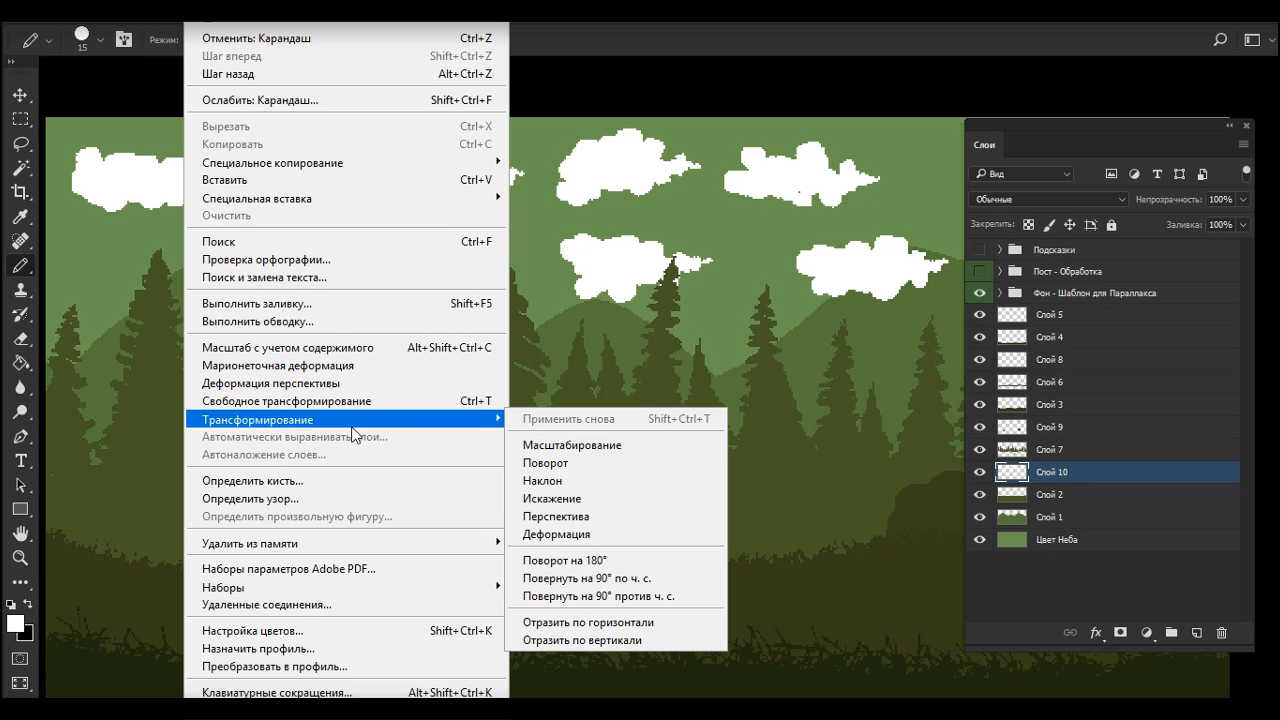 15
Режим:
Отменить: Карандаш Ctrl+Z
Шаг вперед Shift+Ctrl+Z
Шаг назад Alt+Ctrl+Z
Ослабить: Карандаш... Shift+Ctrl+F
Вырезать Ctrl+X
Копировать Ctrl+C
Специальное копирование
Вставить Ctrl+V
Специальная вставка
Очистить
Поиск Ctrl+F
Проверка орфографии...
Поиск и замена текста...
Выполнить заливку... Shift+F5
Выполнить обводку...
Масштаб с учетом содержимого Alt+Shift+Ctrl+C
Марионеточная деформация
Деформация перспективы
Свободное трансформирование Ctrl+T
Трансформирование
Автоматически выравнивать слои...
Автоналожение слоев...
Определить кисть...
Определить узор...
Определить произвольную фигуру...
Удалить из памяти
Наборы параметров Adobe PDF...
Наборы
Удаленные соединения...
Настройка цветов... Shift+Ctrl+K
Назначить профиль...
Преобразовать в профиль...
Клавиатурные сокращения... Alt+Shift+Ctrl+K
Применить снова Shift+Ctrl+T
Масштабирование
Поворот
Наклон
Искажение
Перспектива
Деформация
Поворот на 180°
Повернуть на 90° по ч. с.
Повернуть на 90° против ч. с.
Отразить по горизонтали
Отразить по вертикали
Слои
Вид
Обычные Непрозрачность: 100%
Закрепить: Заливка: 100%
Подсказки
Пост - Обработка
Фон - Шаблон для Параллакса
Слой 5
Слой 4
Слой 8
Слой 6
Слой 3
Слой 9
Слой 7
Слой 10
Слой 2
Слой 1
Цвет Неба
fx